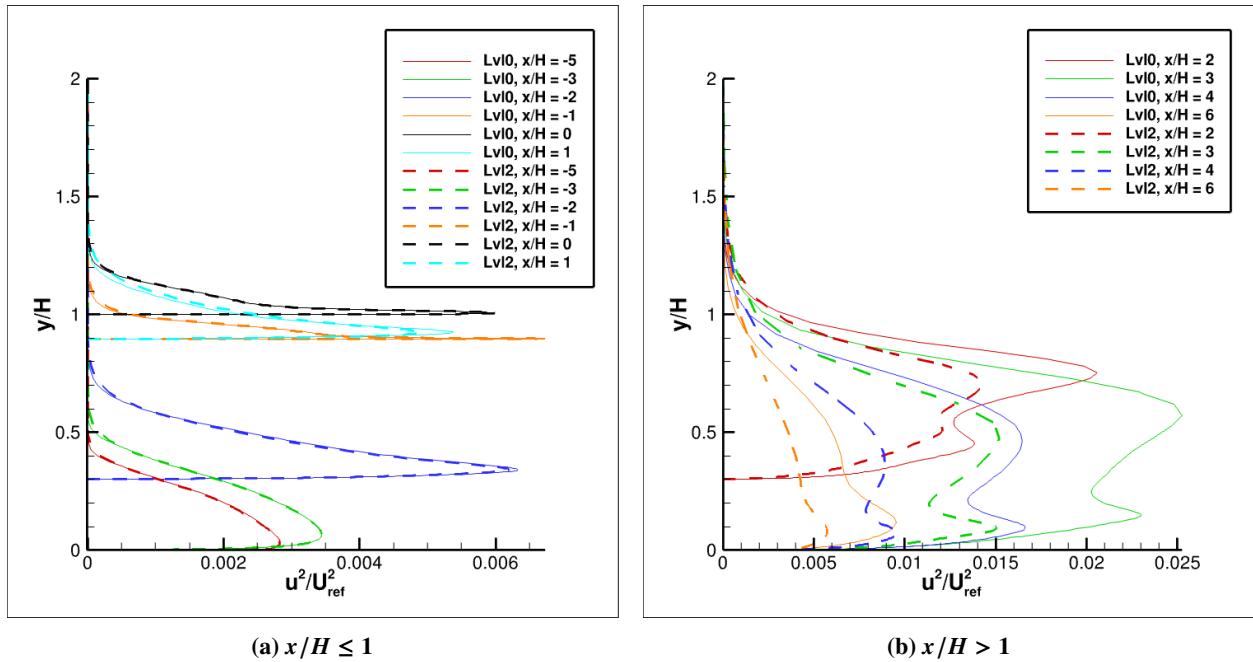 Lvl0, x/H = -5
Lvl0, x/H = -3
Lvl0, x/H = -2
Lvl0, x/H = -1
Lvl0, x/H = 0
Lvl0, x/H = 1
Lvl2, x/H = -5
Lvl2, x/H = -3
Lvl2, x/H = -2
Lvl2, x/H = -1
Lvl2, x/H = 0
Lvl2, x/H = 1
2
1.5
1
0.5
0
y/H
0 0.002 0.004 0.006
u²/U²ref
(a) x/H ≤ 1
Lvl0, x/H = 2
Lvl0, x/H = 3
Lvl0, x/H = 4
Lvl0, x/H = 6
Lvl2, x/H = 2
Lvl2, x/H = 3
Lvl2, x/H = 4
Lvl2, x/H = 6
2
1.5
1
0.5
0
y/H
0 0.005 0.01 0.015 0.02 0.025
u²/U²ref
(b) x/H > 1